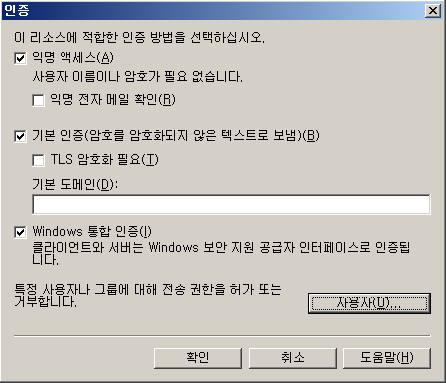 인증
이 리소스에 적합한 인증 방법을 선택하십시오.
익명 액세스(A)
사용자 이름이나 암호가 필요 없습니다.
익명 전자 메일 확인(R)
기본 인증(암호를 암호화되지 않은 텍스트로 보냄)(B)
TLS 암호화 필요(T)
기본 도메인(D):
Windows 통합 인증(I)
클라이언트와 서버는 Windows 보안 지원 공급자 인터페이스로 인증됩
니다.
특정 사용자나 그룹에 대해 전송 권한을 허가 또는
거부합니다.
사용자(U)...
확인
취소
도움말(H)